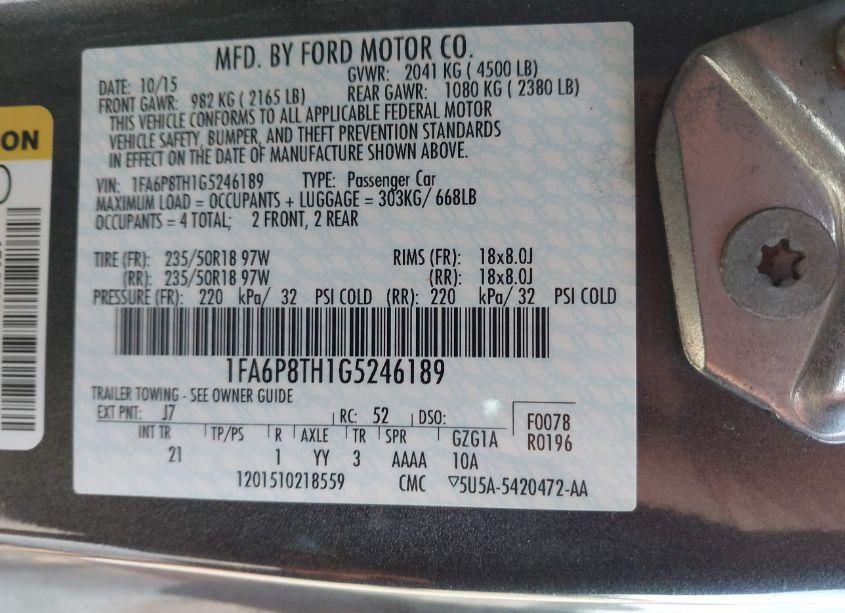 MFD. BY FORD MOTOR CO.
DATE: 10/15 GVWR: 2041 KG ( 4500 LB)
FRONT GAWR: 982 KG ( 2165 LB) REAR GAWR: 1080 KG ( 2380 LB)
THIS VEHICLE CONFORMS TO ALL APPLICABLE FEDERAL MOTOR
VEHICLE SAFETY, BUMPER, AND THEFT PREVENTION STANDARDS
IN EFFECT ON THE DATE OF MANUFACTURE SHOWN ABOVE.
VIN: 1FA6P8TH1G5246189 TYPE: Passenger Car
MAXIMUM LOAD = OCCUPANTS + LUGGAGE = 303KG/ 668LB
OCCUPANTS = 4 TOTAL; 2 FRONT, 2 REAR
TIRE (FR): 235/50R18 97W RIMS (FR): 18x8.0J
(RR): 235/50R18 97W (RR): 18x8.0J
PRESSURE (FR): 220 kPa/ 32 PSI COLD (RR): 220 kPa/ 32 PSI COLD
1FA6P8TH1G5246189
TRAILER TOWING - SEE OWNER GUIDE
EXT PNT: J7 RC: 52 DSO: F0078
INT TR TP/PS R AXLE TR SPR GZG1A R0196
21 1 YY 3 AAAA 10A
1201510218559 CMC ▽5U5A-5420472-AA
ON